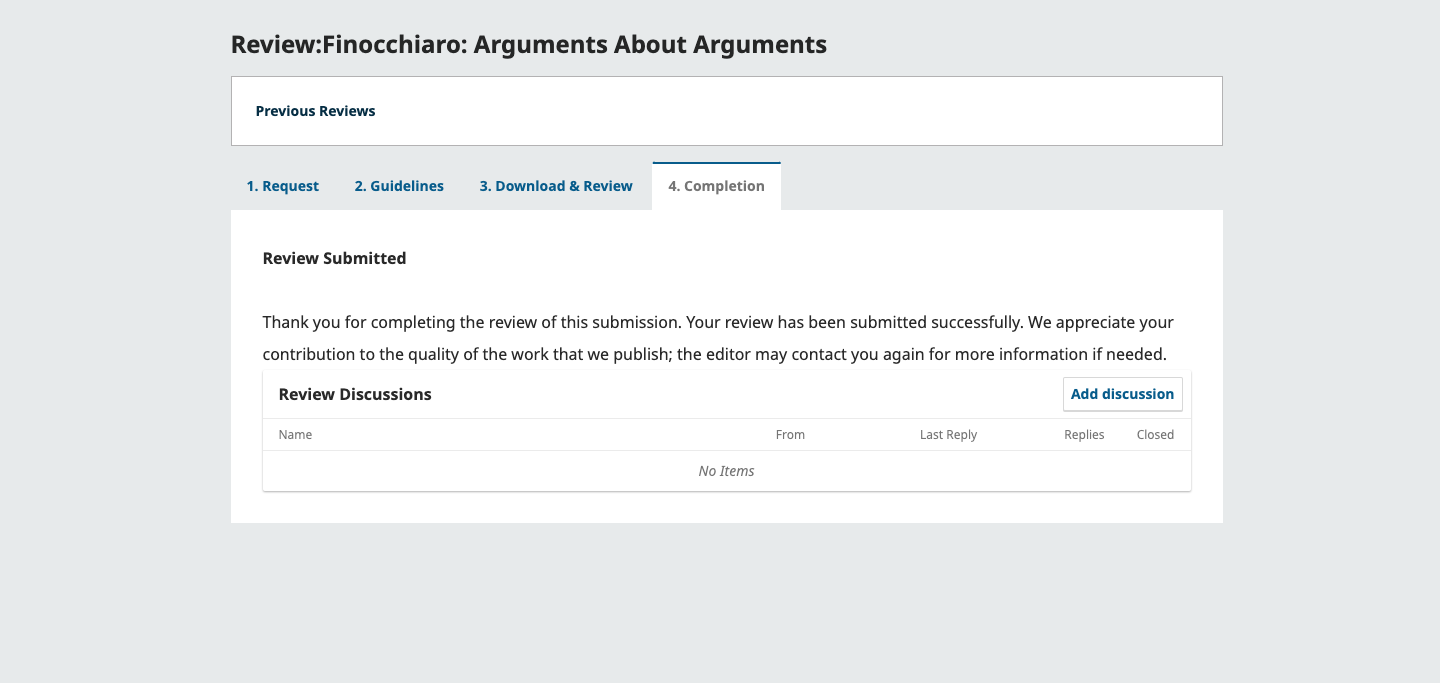 Review:Finocchiaro: Arguments About Arguments
Previous Reviews
1. Request 2. Guidelines 3. Download & Review 4. Completion
Review Submitted
Thank you for completing the review of this submission. Your review has been submitted successfully. We appreciate your
contribution to the quality of the work that we publish; the editor may contact you again for more information if needed.
Review Discussions Add discussion
Name From Last Reply Replies Closed
No Items